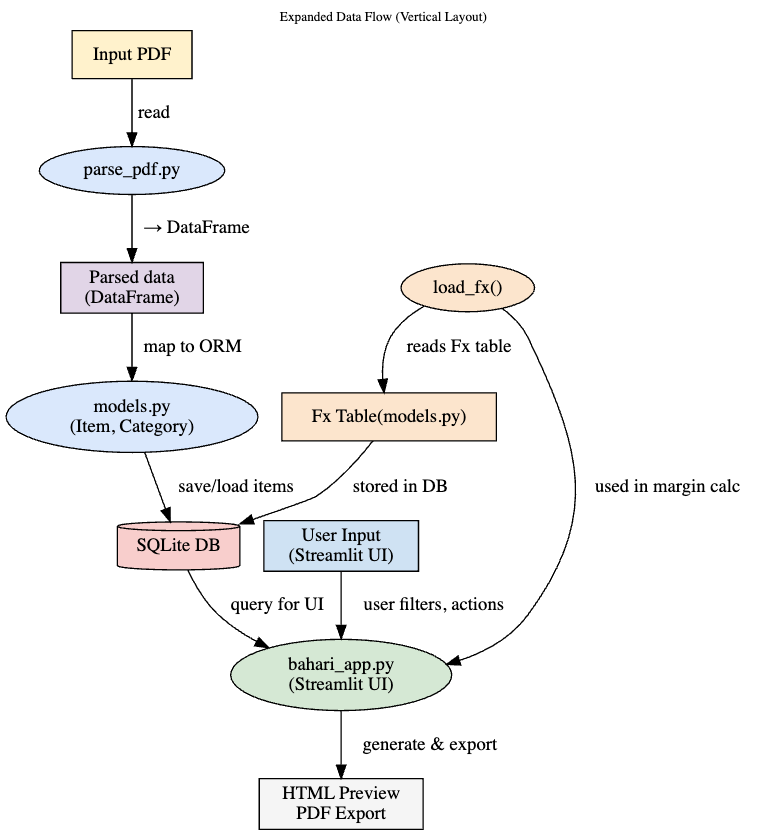 Expanded Data Flow (Vertical Layout)
Input PDF
read
parse_pdf.py
→ DataFrame
Parsed data
(DataFrame)
load_fx()
map to ORM
reads Fx table
models.py
(Item, Category)
Fx Table(models.py)
save/load items
stored in DB
used in margin calc
SQLite DB
User Input
(Streamlit UI)
query for UI
user filters, actions
bahari_app.py
(Streamlit UI)
generate & export
HTML Preview
PDF Export